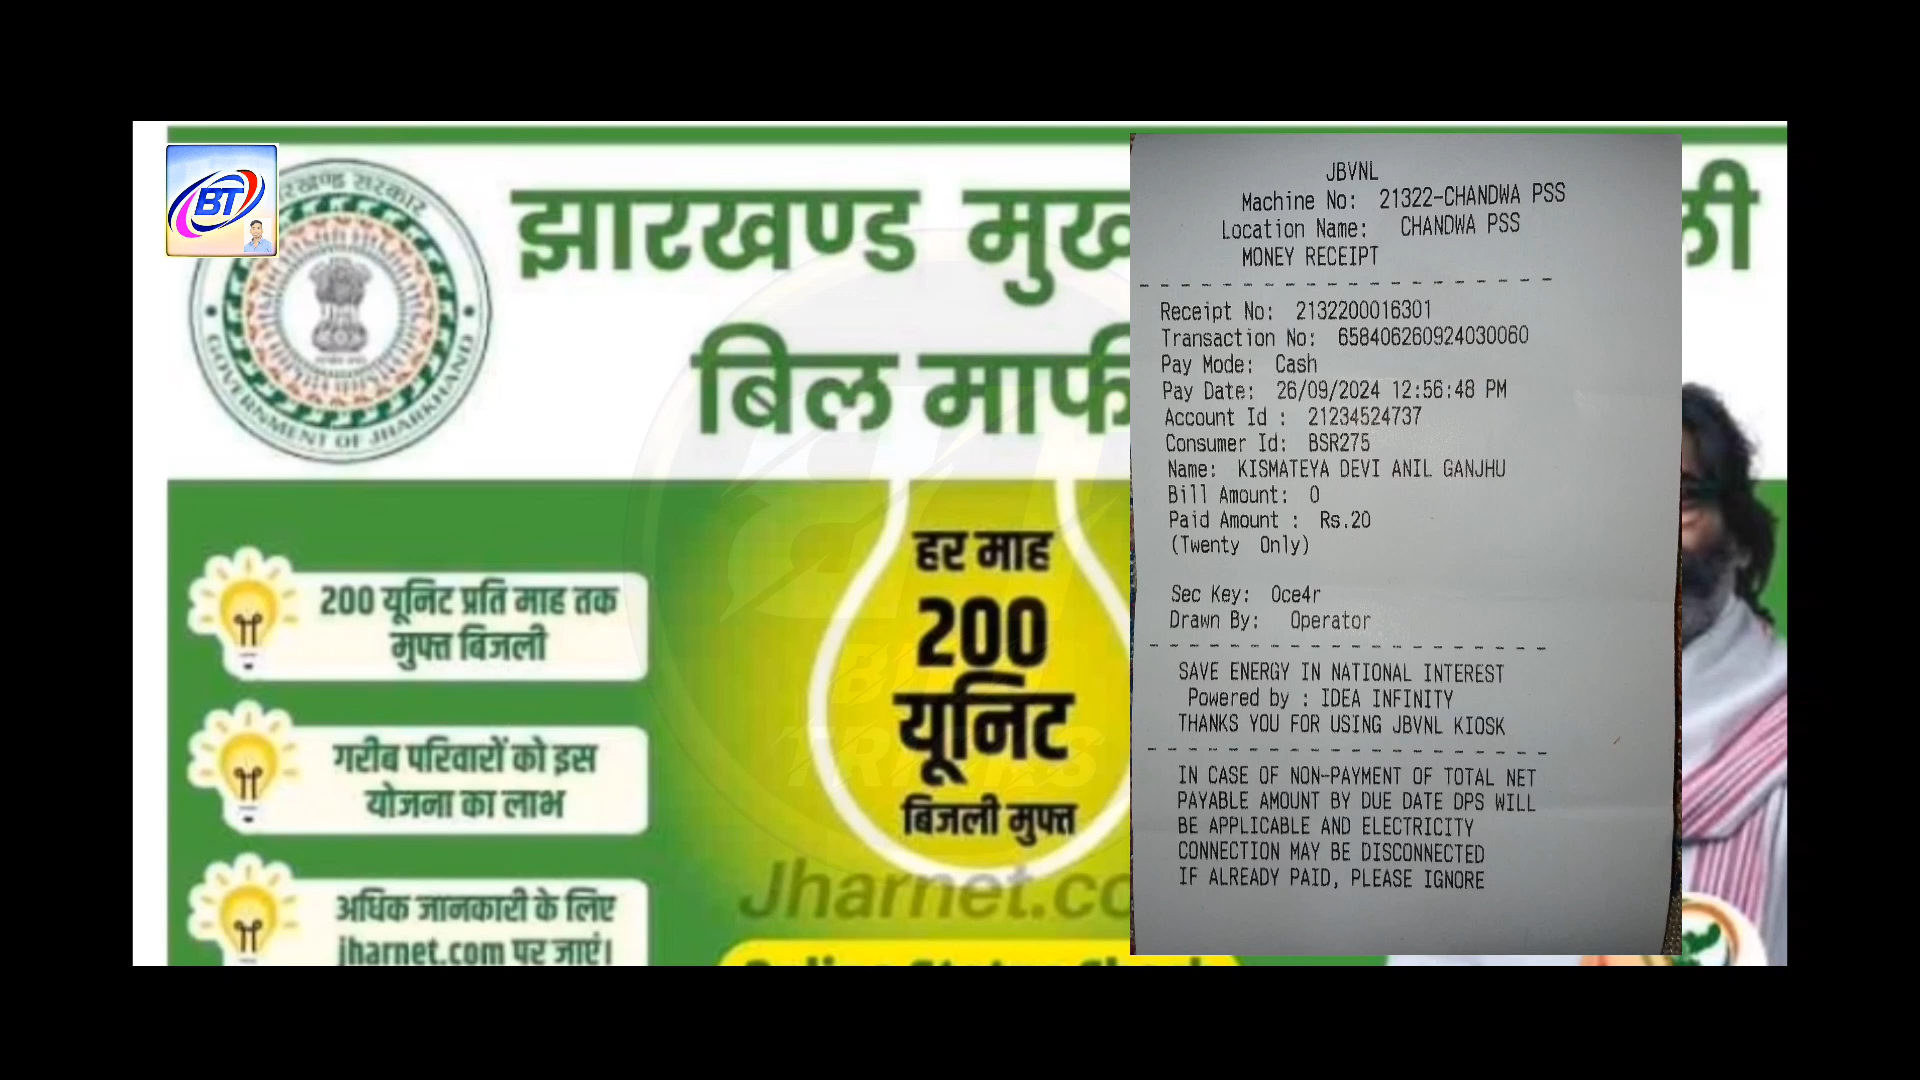 BT
झारखण्ड सरकार
GOVERNMENT OF JHARKHAND
झारखण्ड
बिल
200 यूनिट प्रति माह तक
मुफ्त बिजली
गरीब परिवारों को इस
योजना का लाभ
अधिक जानकारी के लिए
jharnet.com पर जाएं।
हर माह
200
यूनिट
बिजली मुफ्त
TRICKS
JBVNL
Machine No: 21322-CHANDWA PSS
Location Name: CHANDWA PSS
MONEY RECEIPT
Receipt No: 2132200016301
Transaction No: 658406260924030060
Pay Mode: Cash
Pay Date: 26/09/2024 12:56:48 PM
Account Id : 21234524737
Consumer Id: BSR275
Name: KISMATEYA DEVI ANIL GANJHU
Bill Amount: 0
Paid Amount : Rs.20
(Twenty Only)
Sec Key: Oce4r
Drawn By: Operator
SAVE ENERGY IN NATIONAL INTEREST
Powered by : IDEA INFINITY
THANKS YOU FOR USING JBVNL KIOSK
IN CASE OF NON-PAYMENT OF TOTAL NET
PAYABLE AMOUNT BY DUE DATE DPS WILL
BE APPLICABLE AND ELECTRICITY
CONNECTION MAY BE DISCONNECTED
IF ALREADY PAID, PLEASE IGNORE